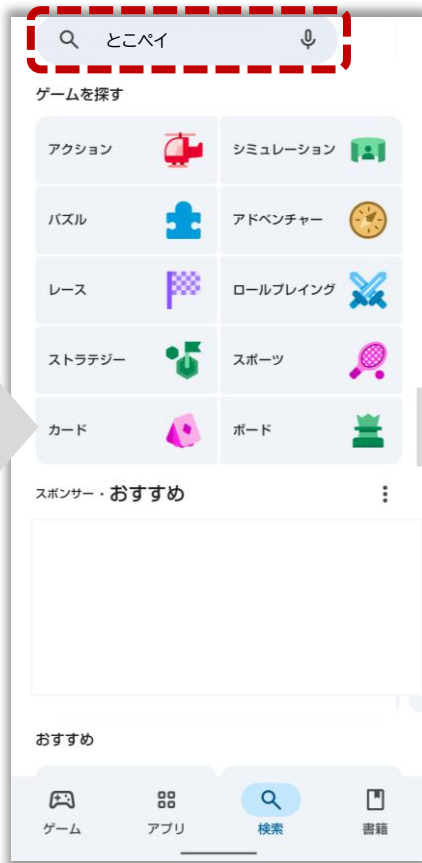 とこペイ
ゲームを探す
アクション
シミュレーション
パズル
アドベンチャー
レース
ロールプレイング
ストラテジー
スポーツ
カード
ボード
スポンサー・おすすめ
おすすめ
ゲーム
アプリ
検索
書籍